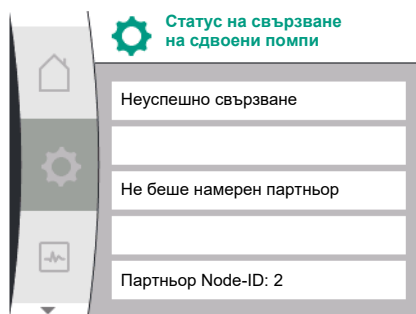 Статус на свързване
на сдвоени помпи
Неуспешно свързване
Не беше намерен партньор
Партньор Node-ID: 2